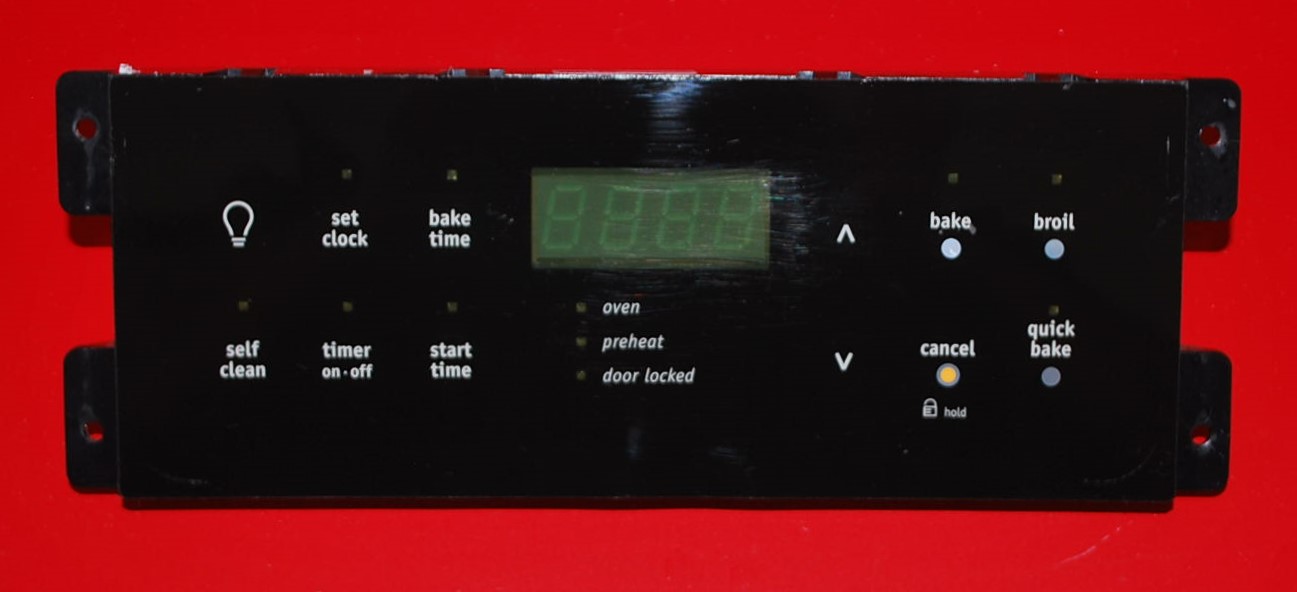 set
clock
bake
time
bake
broil
oven
preheat
door locked
self
clean
timer
on·off
start
time
cancel
hold
quick
bake